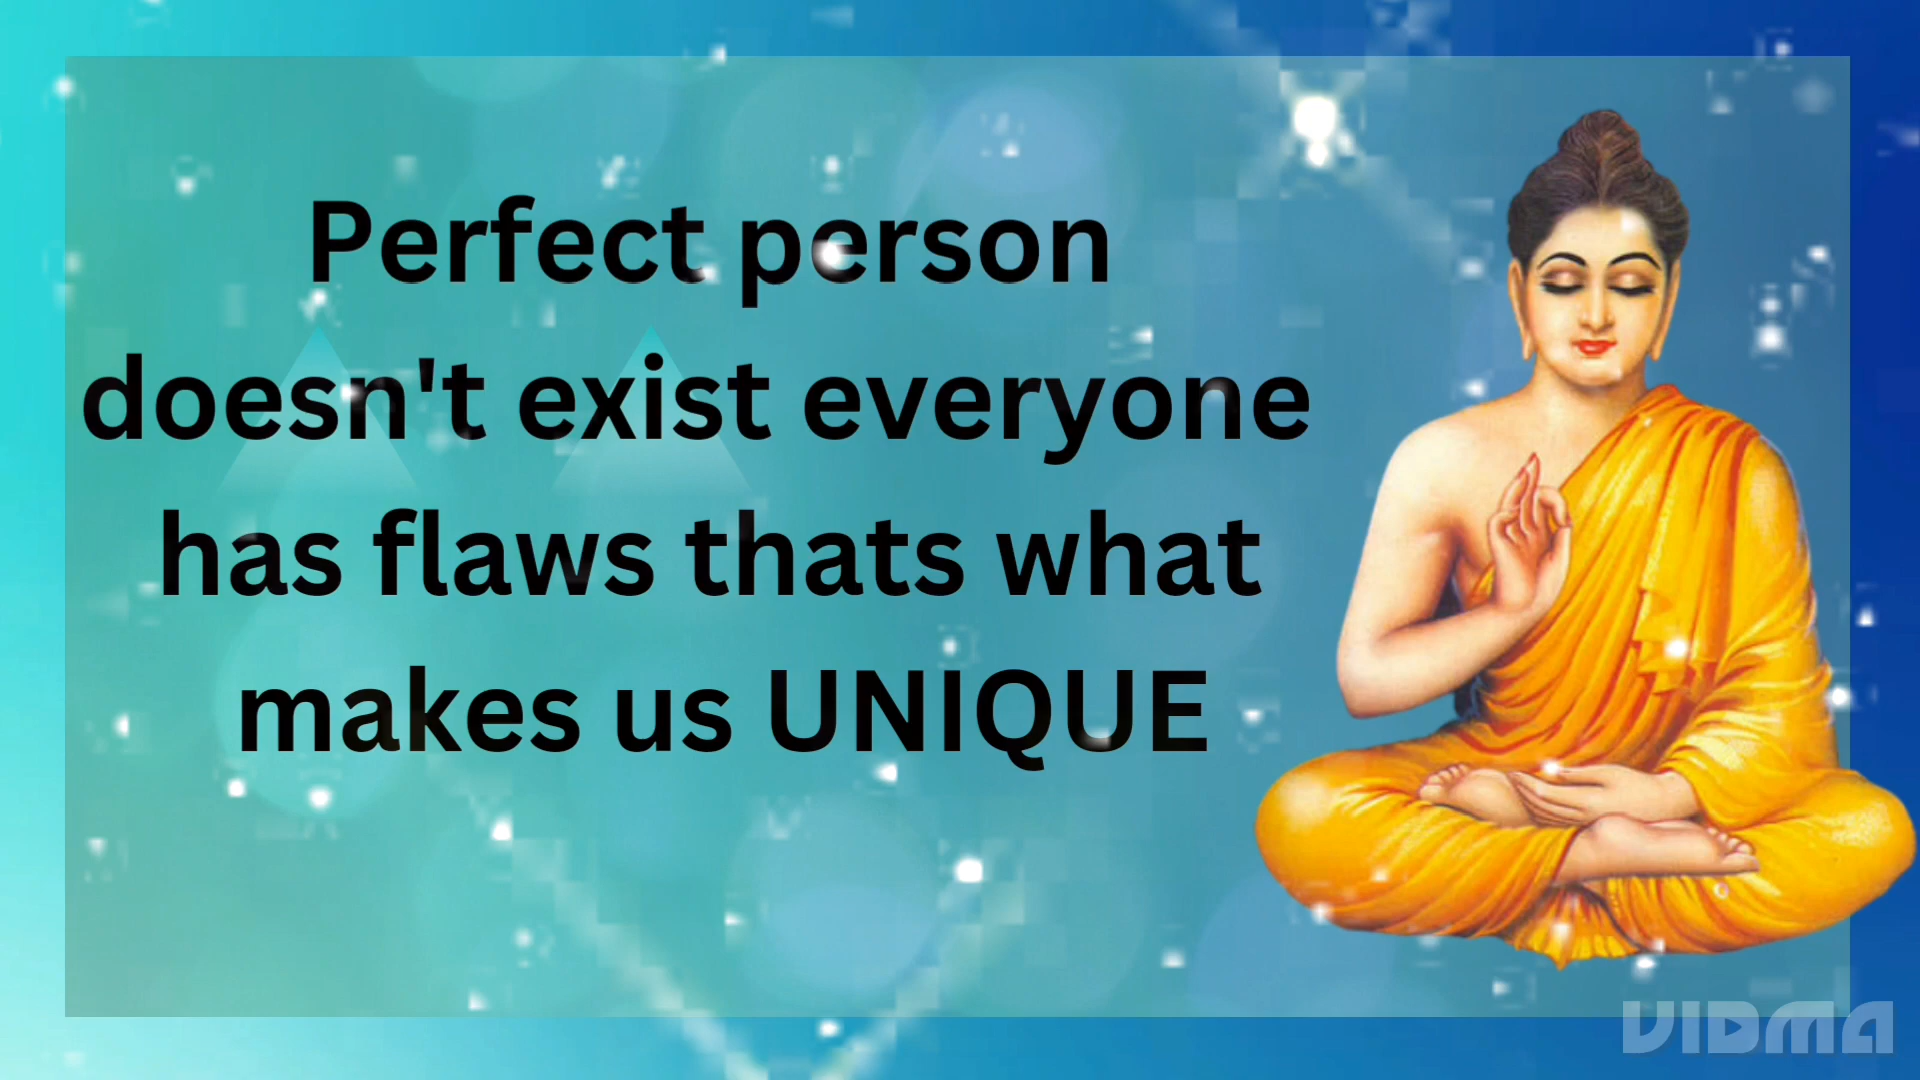 Perfect person
doesn't exist everyone
has flaws thats what
makes us UNIQUE
VIDMA